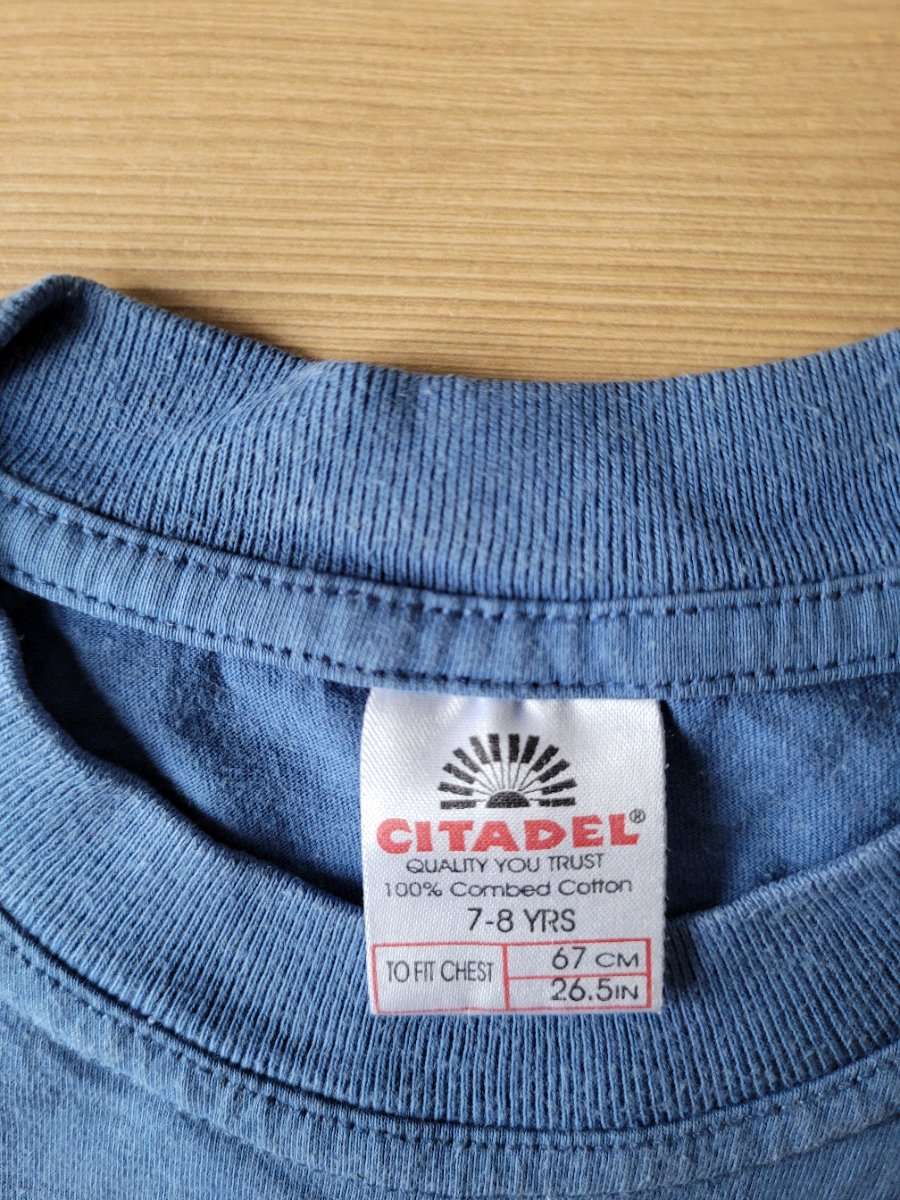 CITADEL®
QUALITY YOU TRUST
100% Combed Cotton
7-8 YRS
TO FIT CHEST
67 CM
26.5IN